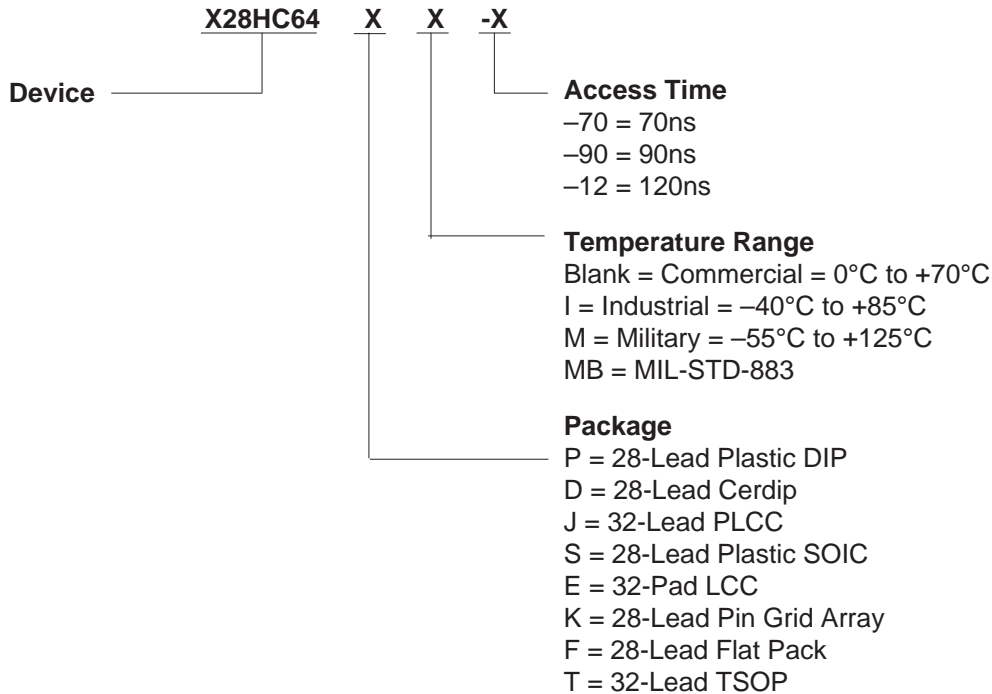 X28HC64 X X -X
Device
Access Time
–70 = 70ns
–90 = 90ns
–12 = 120ns
Temperature Range
Blank = Commercial = 0°C to +70°C
I = Industrial = –40°C to +85°C
M = Military = –55°C to +125°C
MB = MIL-STD-883
Package
P = 28-Lead Plastic DIP
D = 28-Lead Cerdip
J = 32-Lead PLCC
S = 28-Lead Plastic SOIC
E = 32-Pad LCC
K = 28-Lead Pin Grid Array
F = 28-Lead Flat Pack
T = 32-Lead TSOP